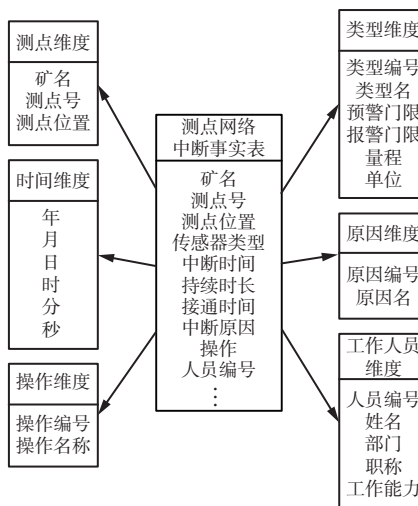 测点维度
矿名
测点号
测点位置
时间维度
年
月
日
时
分
秒
操作维度
操作编号
操作名称
测点网络
中断事实表
矿名
测点号
测点位置
传感器类型
中断时间
持续时长
接通时间
中断原因
操作
人员编号
⋮
类型维度
类型编号
类型名
预警门限
报警门限
量程
单位
原因维度
原因编号
原因名
工作人员
维度
人员编号
姓名
部门
职称
工作能力